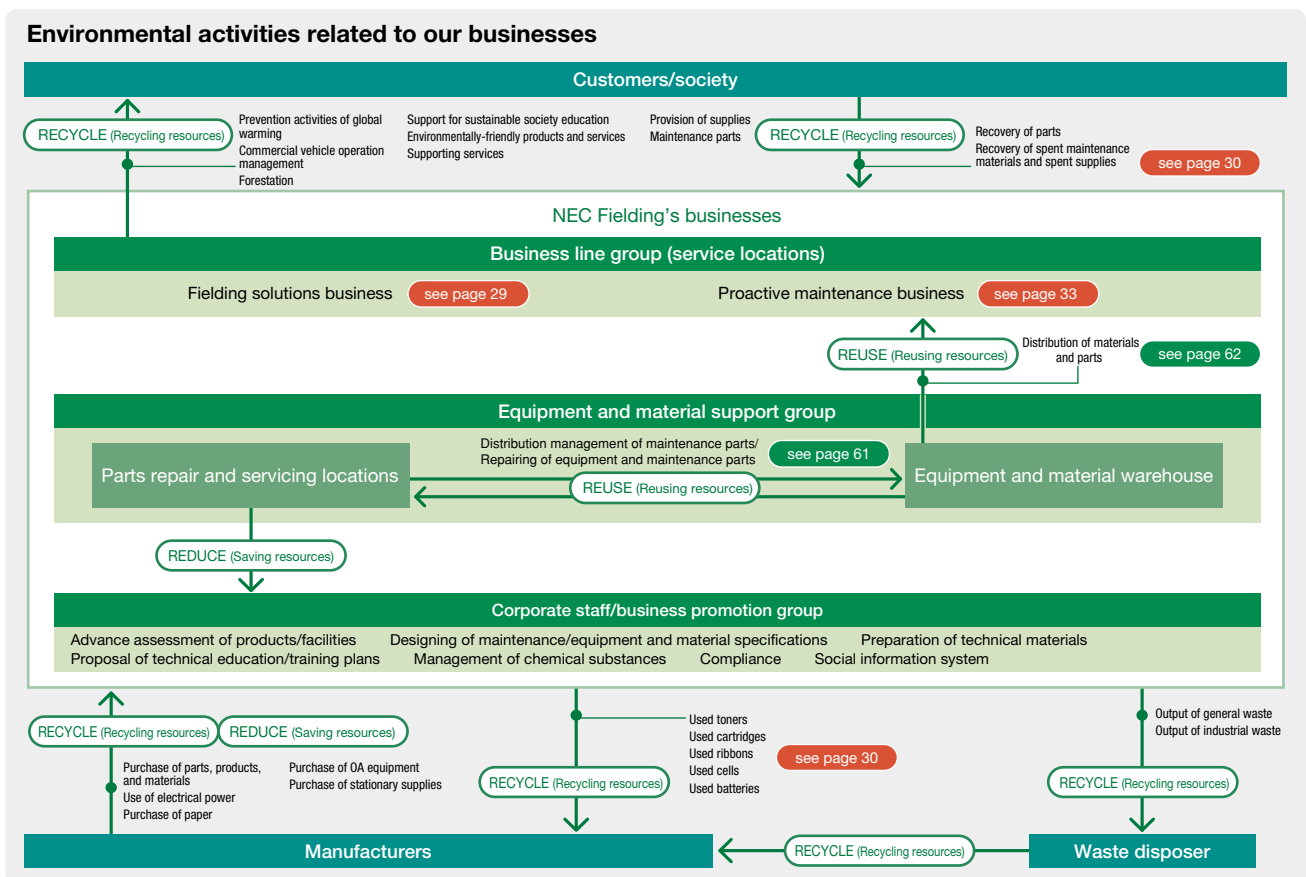 Environmental activities related to our businesses
Customers/society
RECYCLE (Recycling resources)
Prevention activities of global
warming
Commercial vehicle operation
management
Forestation
Support for sustainable society education
Environmentally-friendly products and services
Supporting services
Provision of supplies
Maintenance parts
RECYCLE (Recycling resources)
Recovery of parts
Recovery of spent maintenance
materials and spent supplies
see page 30
NEC Fielding's businesses
Business line group (service locations)
Fielding solutions business
see page 29
Proactive maintenance business
see page 33
REUSE (Reusing resources)
Distribution of materials
and parts
see page 62
Equipment and material support group
Parts repair and servicing locations
Distribution management of maintenance parts/
Repairing of equipment and maintenance parts
see page 61
REUSE (Reusing resources)
Equipment and material warehouse
REDUCE (Saving resources)
Corporate staff/business promotion group
Advance assessment of products/facilities
Designing of maintenance/equipment and material specifications
Preparation of technical materials
Proposal of technical education/training plans
Management of chemical substances
Compliance
Social information system
RECYCLE (Recycling resources)
REDUCE (Saving resources)
Purchase of parts, products,
and materials
Use of electrical power
Purchase of paper
Purchase of OA equipment
Purchase of stationary supplies
Used toners
Used cartridges
Used ribbons
Used cells
Used batteries
see page 30
RECYCLE (Recycling resources)
Output of general waste
Output of industrial waste
RECYCLE (Recycling resources)
Manufacturers
RECYCLE (Recycling resources)
Waste disposer